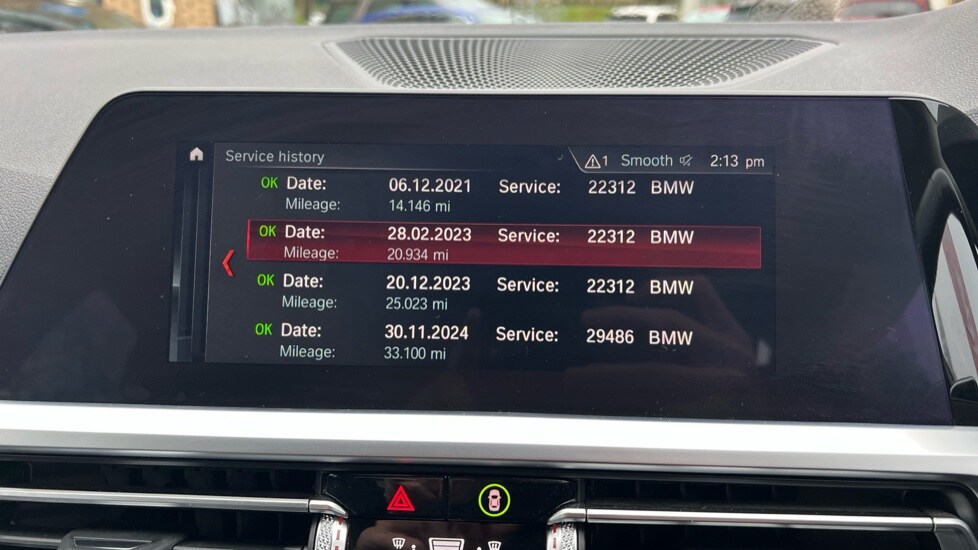 Service history 1 Smooth 2:13 pm
OK Date: 06.12.2021 Service: 22312 BMW
Mileage: 14.146 mi
OK Date: 28.02.2023 Service: 22312 BMW
Mileage: 20.934 mi
OK Date: 20.12.2023 Service: 22312 BMW
Mileage: 25.023 mi
OK Date: 30.11.2024 Service: 29486 BMW
Mileage: 33.100 mi